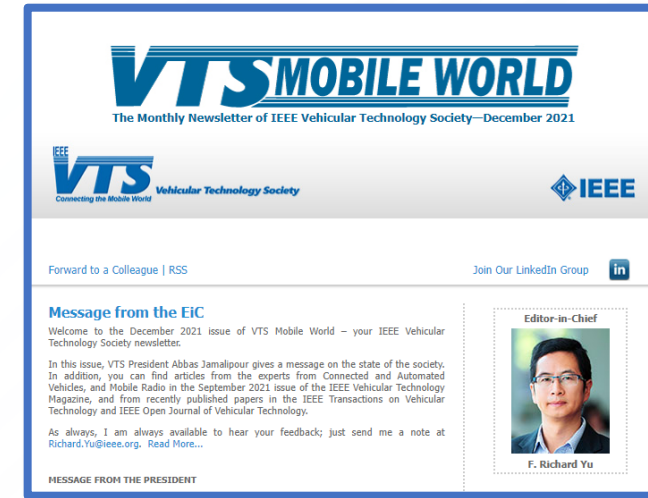 VTS MOBILE WORLD
The Monthly Newsletter of IEEE Vehicular Technology Society—December 2021
IEEE
VTS Vehicular Technology Society
Connecting the Mobile World
IEEE
Forward to a Colleague | RSS
Join Our LinkedIn Group in
Message from the EiC
Welcome to the December 2021 issue of VTS Mobile World – your IEEE Vehicular
Technology Society newsletter.
In this issue, VTS President Abbas Jamalipour gives a message on the state of the society.
In addition, you can find articles from the experts from Connected and Automated
Vehicles, and Mobile Radio in the September 2021 issue of the IEEE Vehicular Technology
Magazine, and from recently published papers in the IEEE Transactions on Vehicular
Technology and IEEE Open Journal of Vehicular Technology.
As always, I am always available to hear your feedback; just send me a note at
Richard.Yu@ieee.org. Read More...
MESSAGE FROM THE PRESIDENT
Editor-in-Chief
F. Richard Yu